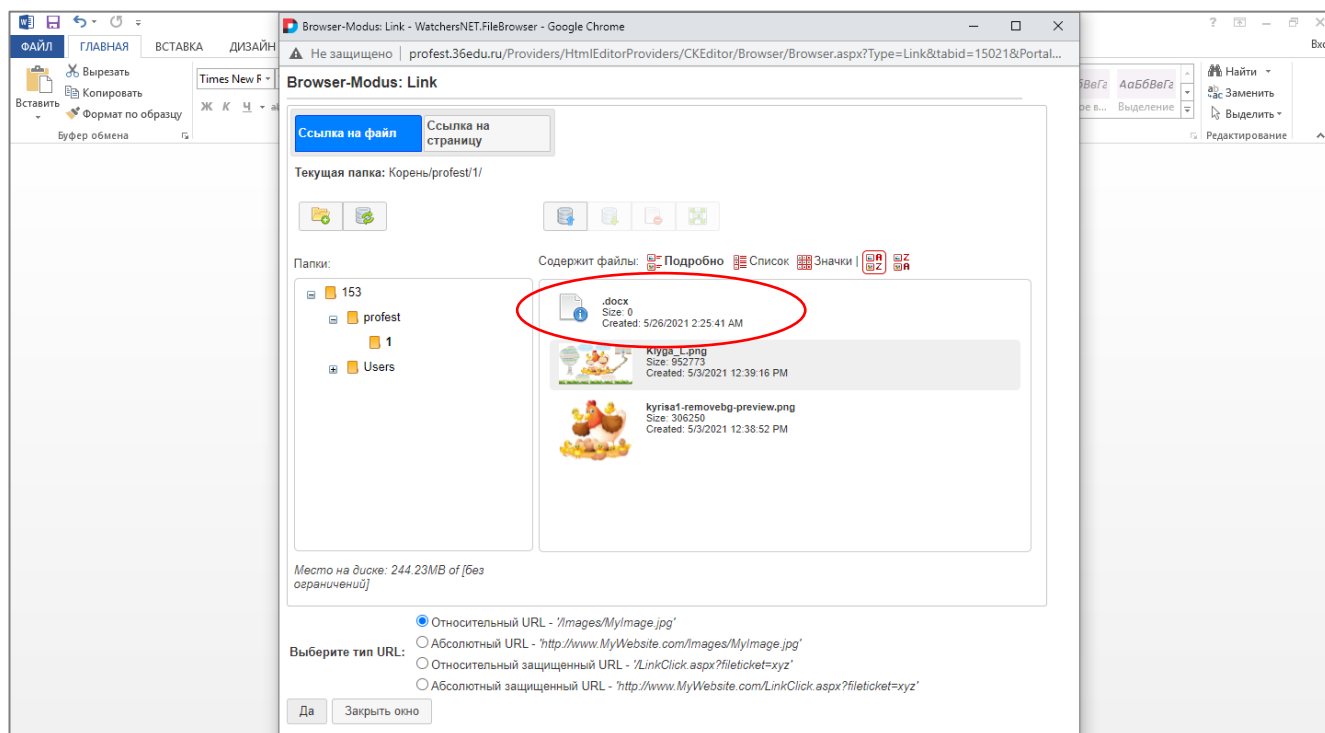 Browser-Modus: Link - WatchersNET.FileBrowser - Google Chrome
ФАЙЛ ГЛАВНАЯ ВСТАВКА ДИЗАЙН
Не защищено | profest.36edu.ru/Providers/HtmlEditorProviders/CKEditor/Browser/Browser.aspx?Type=Link&tabid=15021&Portal...
Вставить
Вырезать
Копировать
Формат по образцу
Буфер обмена
Times New R
Ж К Ч
Browser-Modus: Link
Ссылка на файл
Ссылка на
страницу
Текущая папка: Корень/profest/1/
Папки:
153
profest
1
Users
Содержит файлы: Подробно Список Значки |
.docx
Size: 0
Created: 5/26/2021 2:25:41 AM
Klyga_L.png
Size: 952773
Created: 5/3/2021 12:39:16 PM
kyrisa1-removebg-preview.png
Size: 306250
Created: 5/3/2021 12:38:52 PM
Место на диске: 244.23MB of [без
ограничений]
Выберите тип URL:
Относительный URL - '/Images/MyImage.jpg'
Абсолютный URL - 'http://www.MyWebsite.com/Images/MyImage.jpg'
Относительный защищенный URL - '/LinkClick.aspx?fileticket=xyz'
Абсолютный защищенный URL - 'http://www.MyWebsite.com/LinkClick.aspx?fileticket=xyz'
Да Закрыть окно
АаБбВвГг
Выделение
Найти
Заменить
Выделить
Редактирование